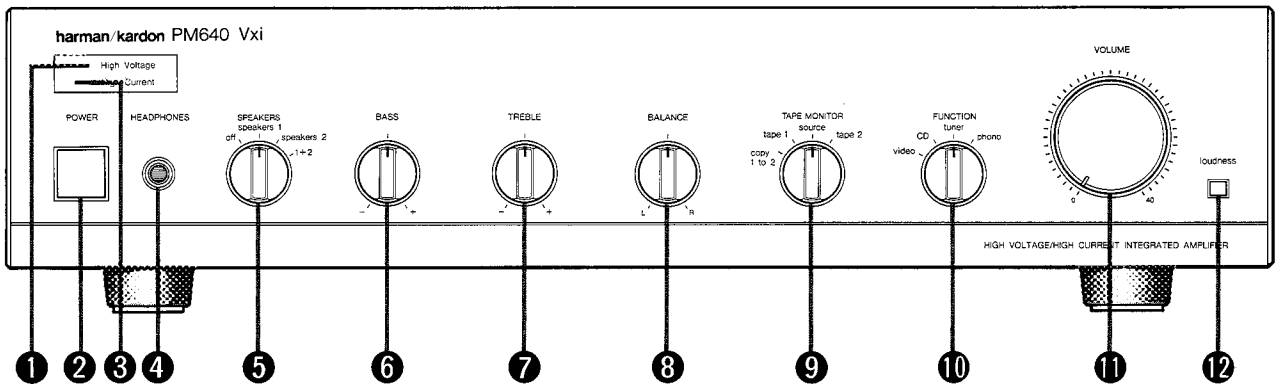 harman/kardon PM640 Vxi
High Voltage
Current
VOLUME
POWER
HEADPHONES
SPEAKERS
off
speakers 1
speakers 2
1+2
BASS
− +
TREBLE
− +
BALANCE
L R
TAPE MONITOR
copy
1 to 2
tape 1
source
tape 2
FUNCTION
video
CD
tuner
phono
0 40
loudness
HIGH VOLTAGE/HIGH CURRENT INTEGRATED AMPLIFIER
1 2 3 4 5 6 7 8 9 10 11 12